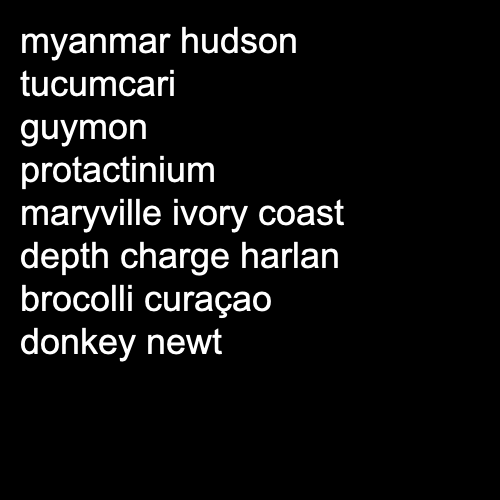 myanmar hudson
tucumcari
guymon
protactinium
maryville ivory coast
depth charge harlan
brocolli curaçao
donkey newt